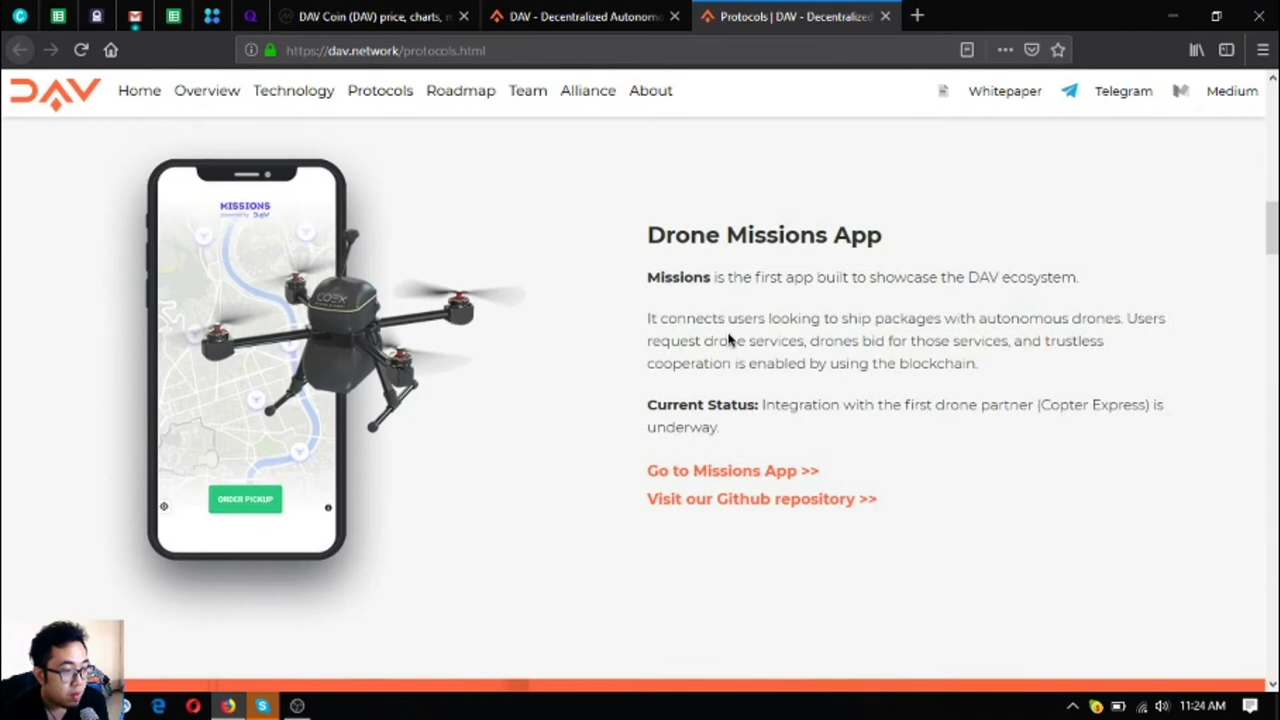 DAV Coin (DAV) price, charts, m
DAV - Decentralized Autonomo
Protocols | DAV - Decentralized
https://dav.network/protocols.html
DAV
Home
Overview
Technology
Protocols
Roadmap
Team
Alliance
About
Whitepaper
Telegram
Medium
MISSIONS
powered by DAV
COEX
ORDER PICKUP
Drone Missions App
Missions is the first app built to showcase the DAV ecosystem.
It connects users looking to ship packages with autonomous drones. Users
request drone services, drones bid for those services, and trustless
cooperation is enabled by using the blockchain.
Current Status: Integration with the first drone partner (Copter Express) is
underway.
Go to Missions App >>
Visit our Github repository >>
11:24 AM